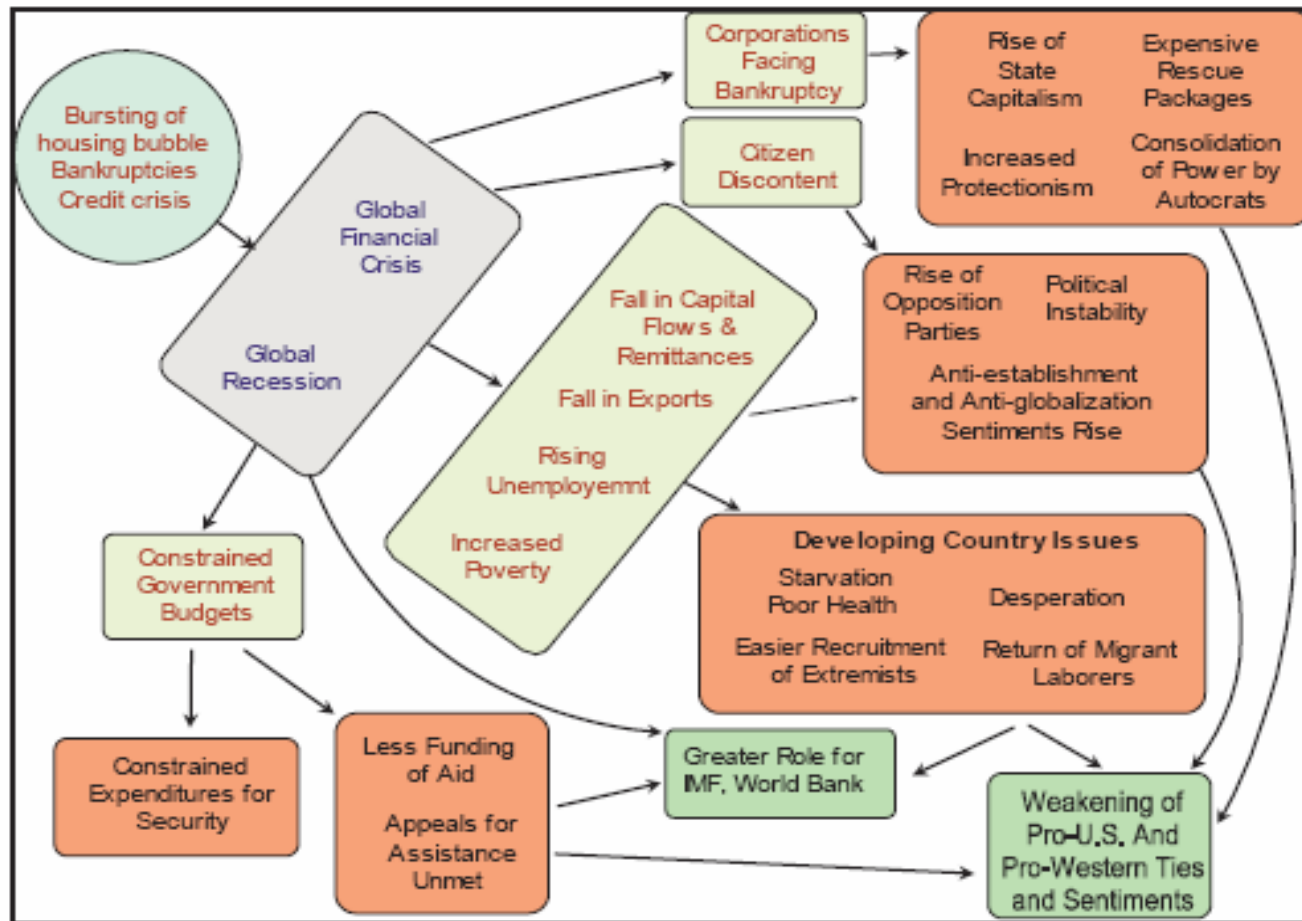 Bursting of
housing bubble
Bankruptcies
Credit crisis
Global
Financial
Crisis
Global
Recession
Corporations
Facing
Bankruptcy
Citizen
Discontent
Rise of
State
Capitalism
Expensive
Rescue
Packages
Increased
Protectionism
Consolidation
of Power by
Autocrats
Fall in Capital
Flows &
Remittances
Fall in Exports
Rising
Unemployemnt
Increased
Poverty
Rise of
Opposition
Parties
Political
Instability
Anti-establishment
and Anti-globalization
Sentiments Rise
Developing Country Issues
Starvation
Poor Health
Desperation
Easier Recruitment
of Extremists
Return of Migrant
Laborers
Constrained
Government
Budgets
Constrained
Expenditures for
Security
Less Funding
of Aid
Appeals for
Assistance
Unmet
Greater Role for
IMF, World Bank
Weakening of
Pro-U.S. And
Pro-Western Ties
and Sentiments